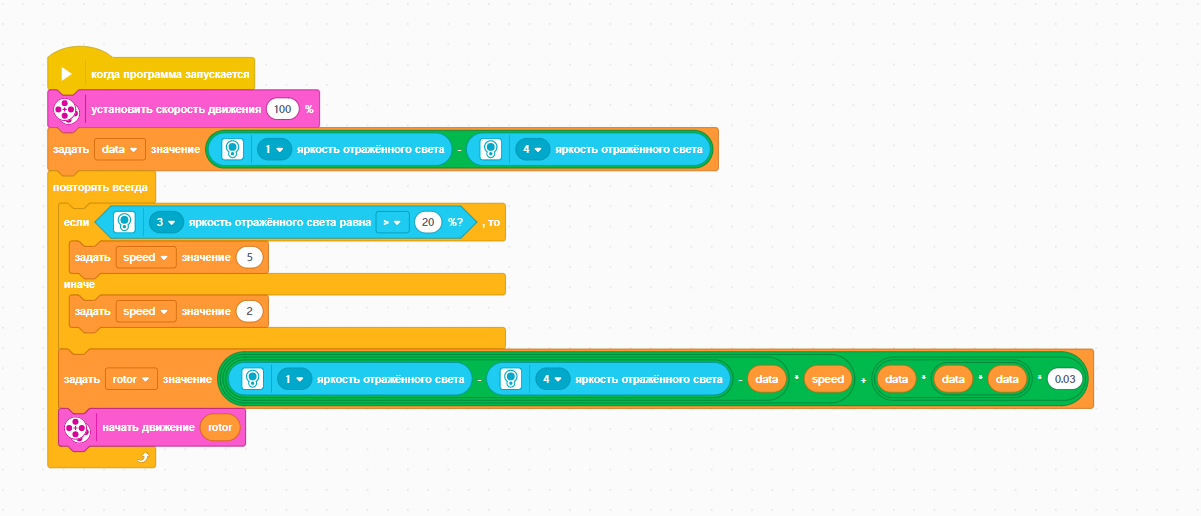 когда программа запускается
установить скорость движения 100 %
задать data значение 1 яркость отражённого света - 4 яркость отражённого света
повторять всегда
если 3 яркость отражённого света равна > 20 %? , то
задать speed значение 5
иначе
задать speed значение 2
задать rotor значение 1 яркость отражённого света - 4 яркость отражённого света - data * speed + data * data * data * 0.03
начать движение rotor